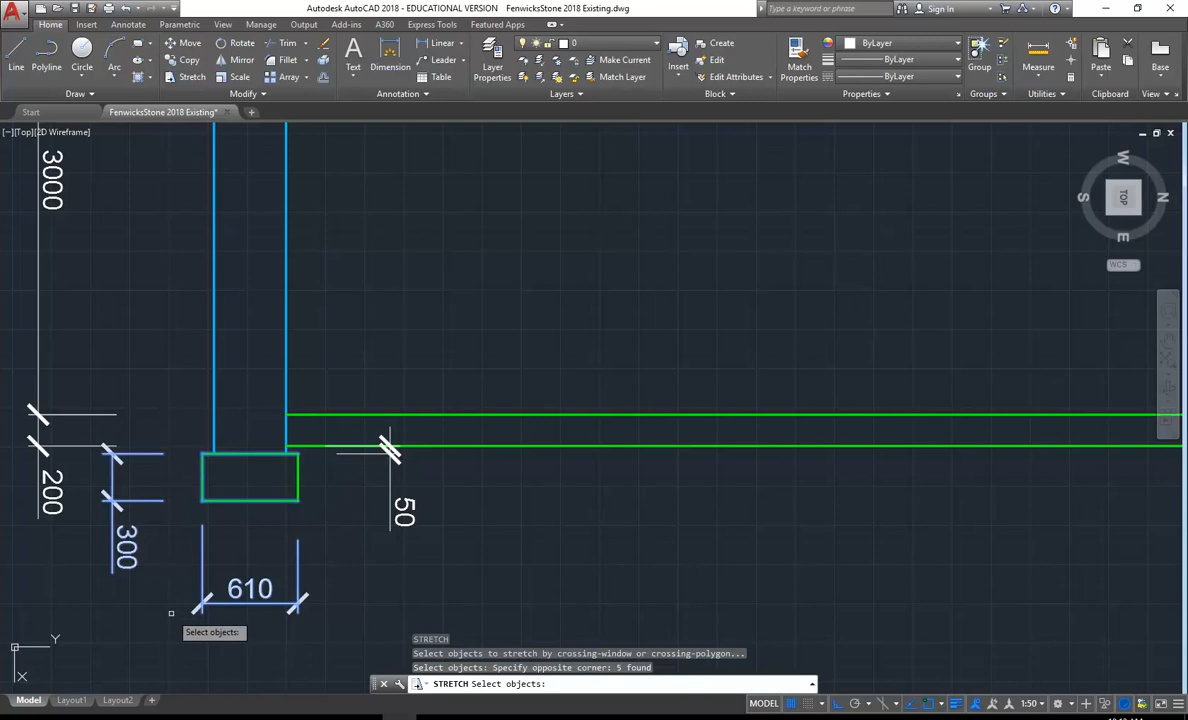 Autodesk AutoCAD - EDUCATIONAL VERSION FenwicksStone 2018 Existing.dwg
Type a keyword or phrase
Sign In
Home Insert Annotate Parametric View Manage Output Add-ins A360 Express Tools Featured Apps
Line Polyline Circle Arc
Move Rotate Trim
Copy Mirror Fillet
Stretch Scale Array
Text Dimension
Linear
Leader
Table
Layer
Properties
0
Make Current
Match Layer
Insert
Create
Edit
Edit Attributes
Match
Properties
ByLayer
ByLayer
ByLayer
Group
Measure
Paste
Base
Draw Modify Annotation Layers Block Properties Groups Utilities Clipboard View
Start FenwicksStone 2018 Existing*
[−][Top][2D Wireframe]
3000
W
S TOP N
E
WCS
200
300
50
610
Select objects:
Y
X
STRETCH
Select objects to stretch by crossing-window or crossing-polygon...
Select objects: Specify opposite corner: 5 found
STRETCH Select objects:
Model Layout1 Layout2
MODEL
1:50